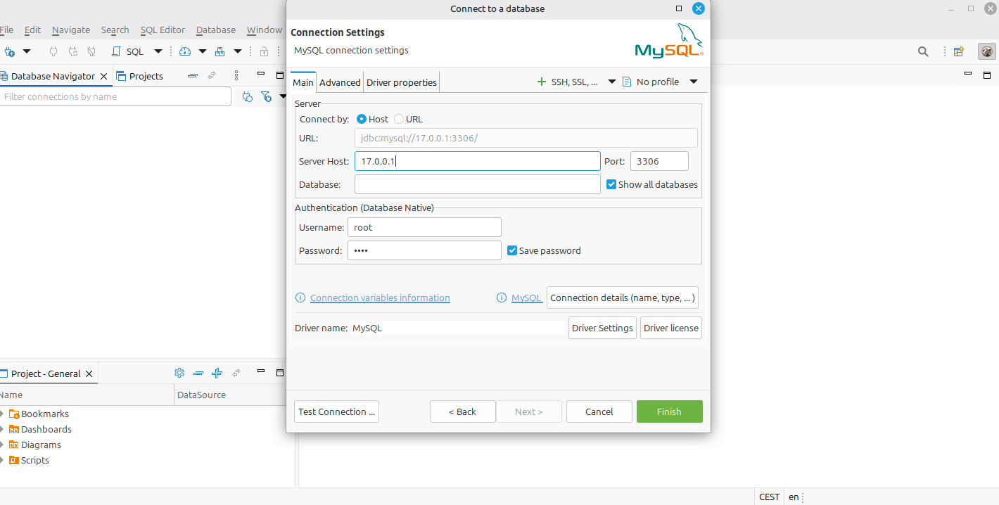 Connect to a database
File Edit Navigate Search SQL Editor Database Window
Connection Settings
MySQL connection settings
MySQL
SQL
Database Navigator
Projects
Filter connections by name
Main Advanced Driver properties
SSH, SSL, ...
No profile
Server
Connect by: Host URL
URL: jdbc:mysql://17.0.0.1:3306/
Server Host: 17.0.0.1 Port: 3306
Database: Show all databases
Authentication (Database Native)
Username: root
Password: •••• Save password
Connection variables information
MySQL
Connection details (name, type, ... )
Driver name: MySQL Driver Settings Driver license
Test Connection ... < Back Next > Cancel Finish
Project - General
Name DataSource
Bookmarks
Dashboards
Diagrams
Scripts
CEST en